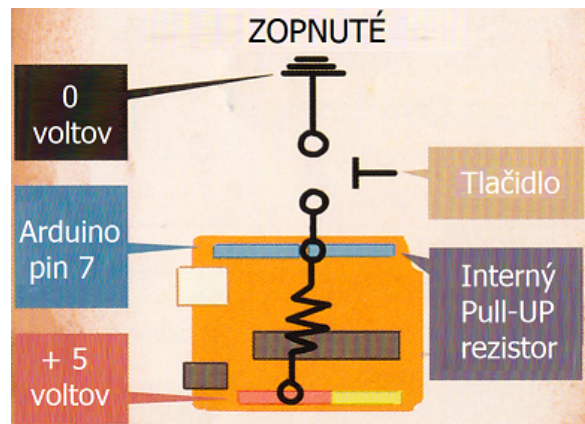 ZOPNUTÉ
0
voltov
Tlačidlo
Arduino
pin 7
Interný
Pull-UP
rezistor
+ 5
voltov